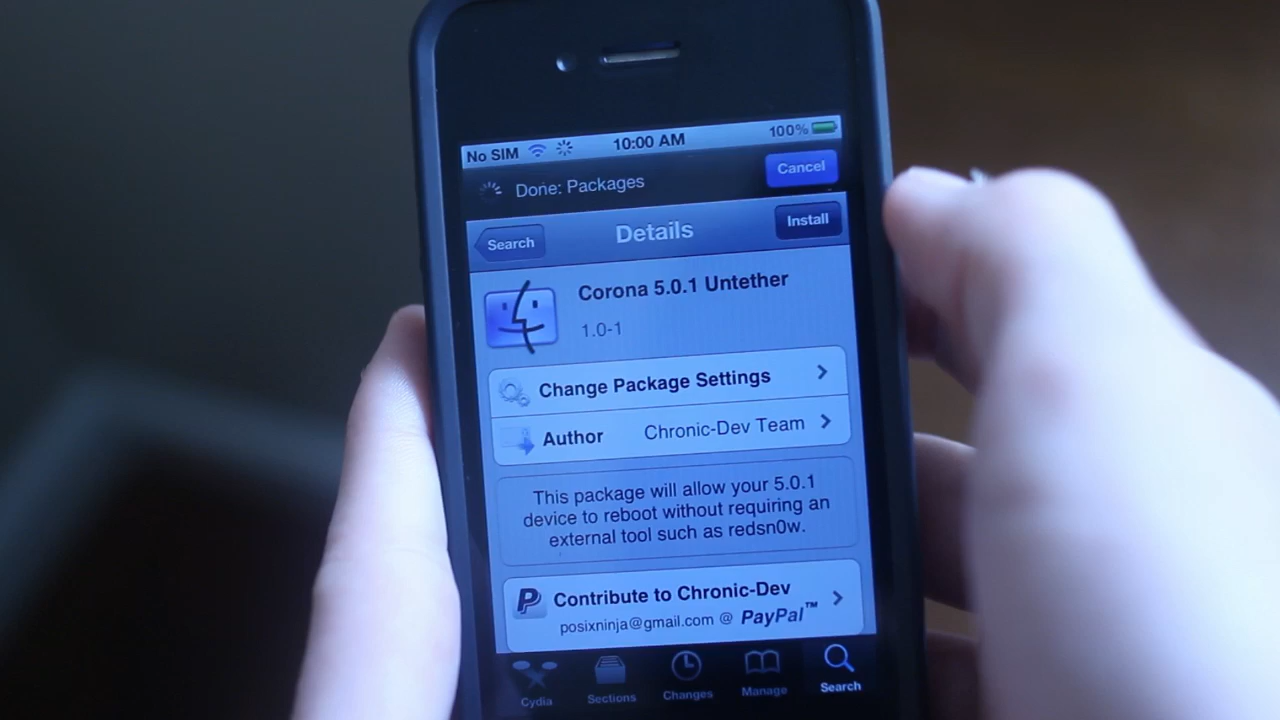 No SIM 10:00 AM 100%
Done: Packages Cancel
Search Details Install
Corona 5.0.1 Untether
1.0-1
Change Package Settings
Author Chronic-Dev Team
This package will allow your 5.0.1
device to reboot without requiring an
external tool such as redsn0w.
Contribute to Chronic-Dev
posixninja@gmail.com @ PayPal™
Cydia Sections Changes Manage Search